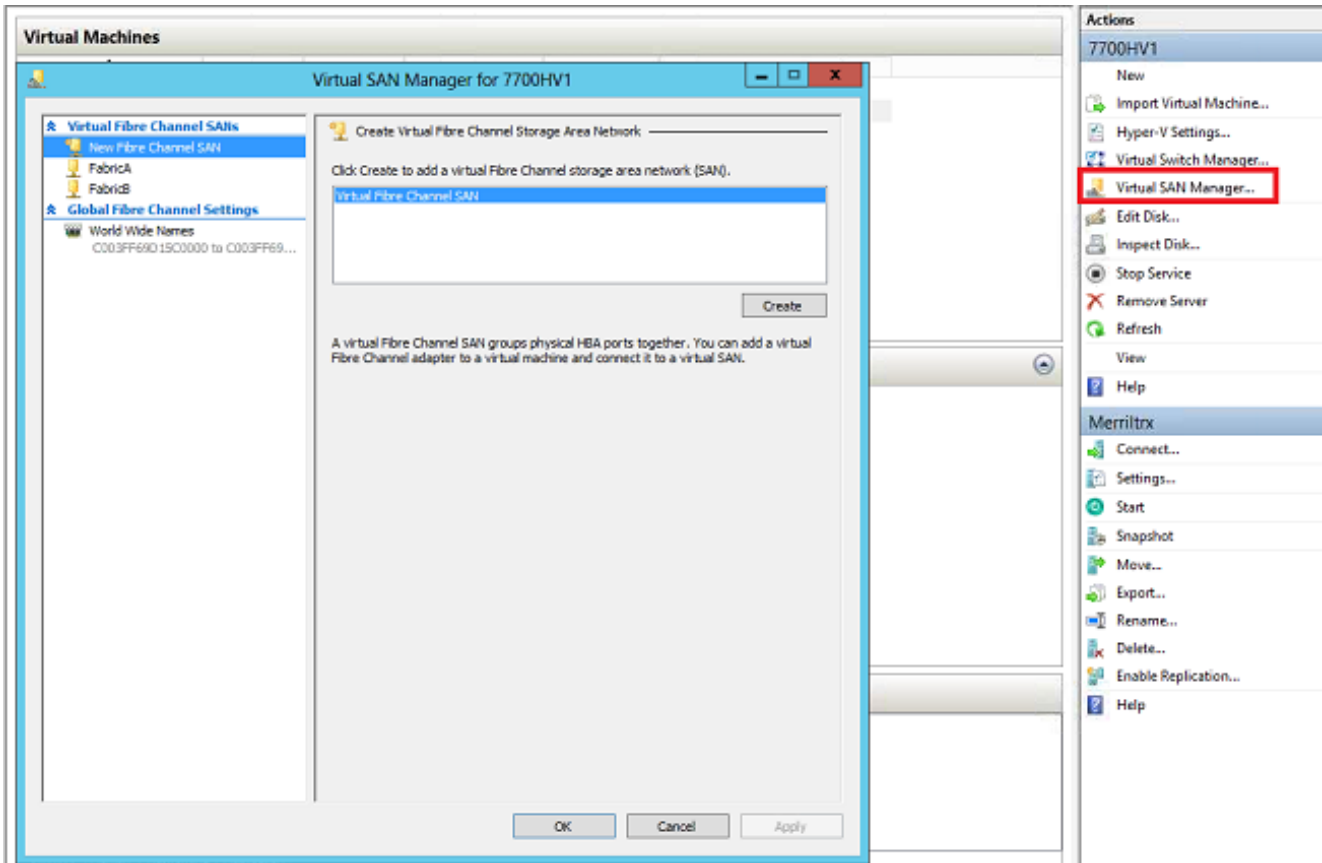 Virtual Machines
Virtual SAN Manager for 7700HV1
Virtual Fibre Channel SANs
New Fibre Channel SAN
FabricA
FabricB
Global Fibre Channel Settings
World Wide Names
C003FF69D15C0000 to C003FF69...
Create Virtual Fibre Channel Storage Area Network
Click Create to add a virtual Fibre Channel storage area network (SAN).
Virtual Fibre Channel SAN
Create
A virtual Fibre Channel SAN groups physical HBA ports together. You can add a virtual
Fibre Channel adapter to a virtual machine and connect it to a virtual SAN.
OK
Cancel
Apply
Actions
7700HV1
New
Import Virtual Machine...
Hyper-V Settings...
Virtual Switch Manager...
Virtual SAN Manager...
Edit Disk...
Inspect Disk...
Stop Service
Remove Server
Refresh
View
Help
Merriltrx
Connect...
Settings...
Start
Snapshot
Move...
Export...
Rename...
Delete...
Enable Replication...
Help